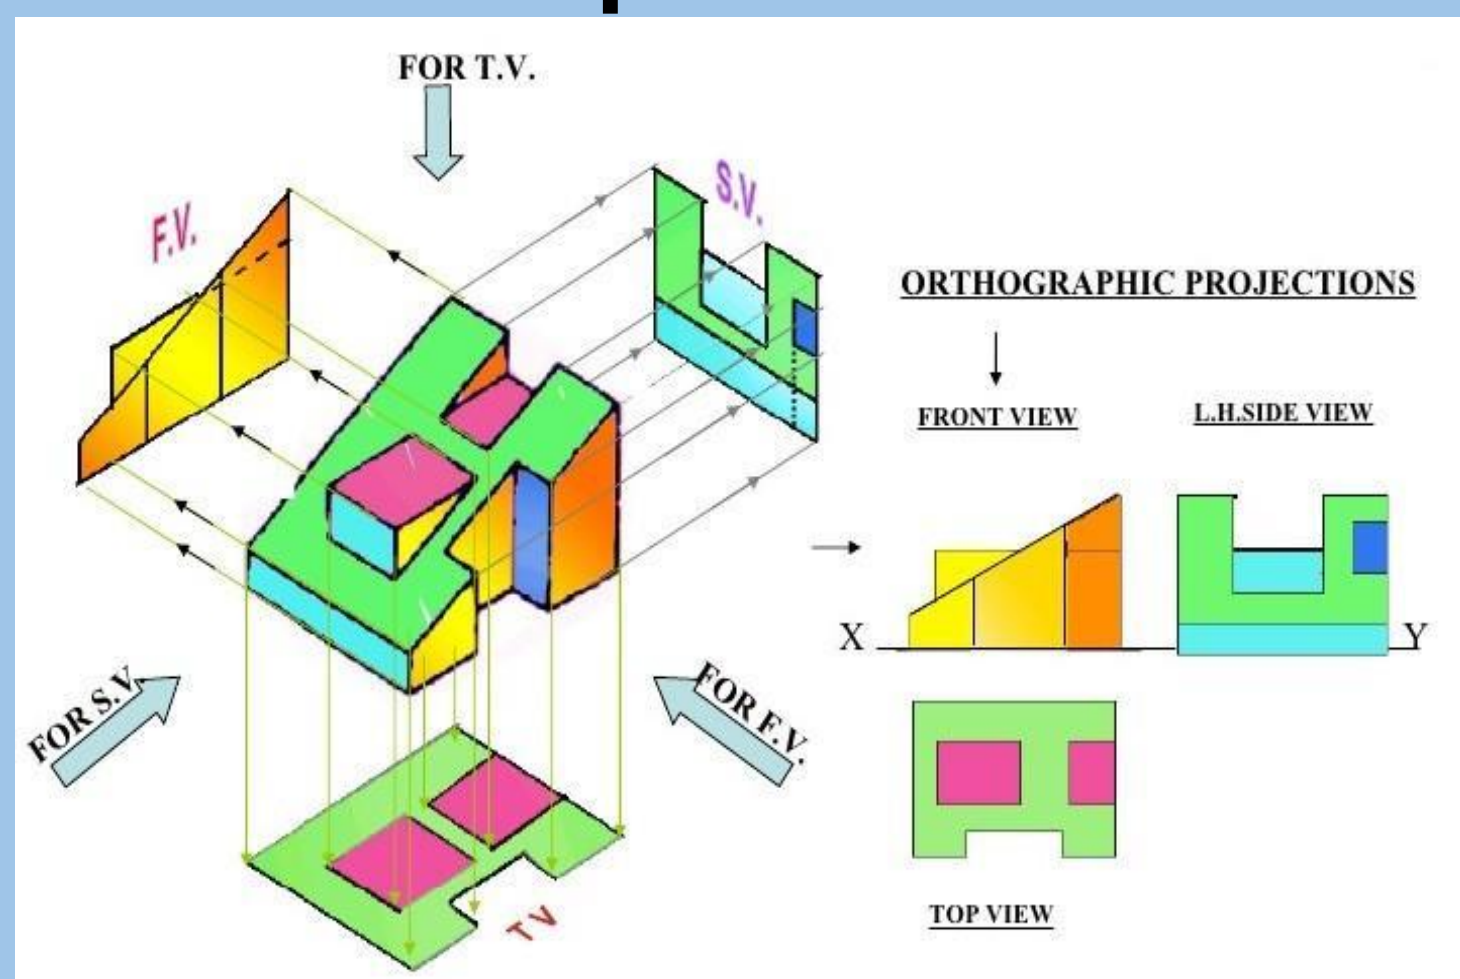 FOR T.V.
F.V.
S.V.
ORTHOGRAPHIC PROJECTIONS
FRONT VIEW
L.H.SIDE VIEW
X
Y
FOR S.V.
FOR F.V.
TV
TOP VIEW